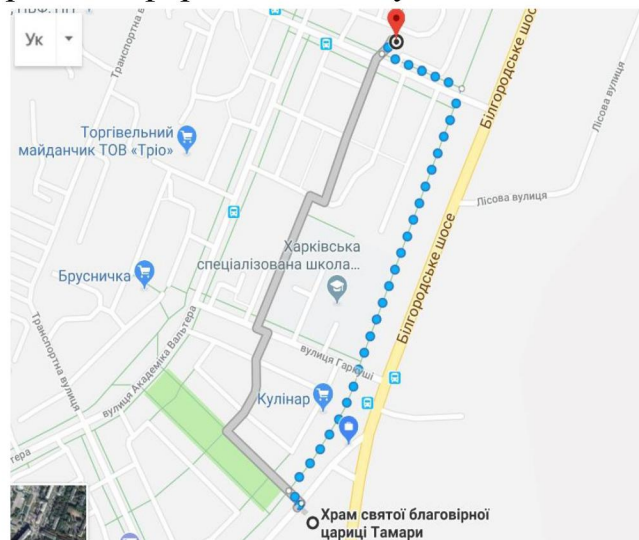 Ук
Транспортна вулиця
Торгівельний
майданчик ТОВ «Тріо»
Білгородське шосе
Лісова вулиця
Лісова вулиця
Харківська
спеціалізована школа...
Брусничка
Білгородське шосе
Транспортна вулиця
вулиця Академіка Вальтера
вулиця Гаркуші
Кулінар
Храм святої благовірної
цариці Тамари